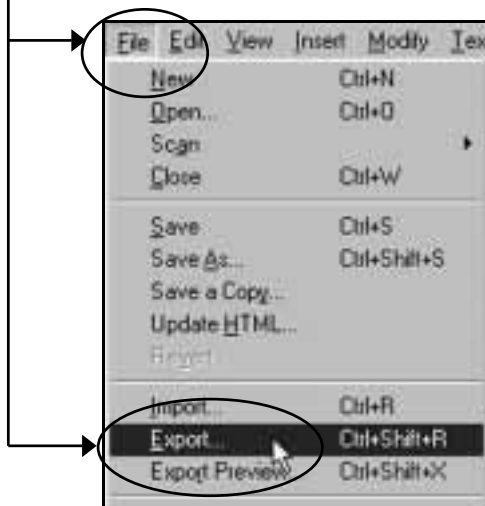 File Edit View Insert Modify Tex
New Ctrl+N
Open... Ctrl+O
Scan
Close Ctrl+W
Save Ctrl+S
Save As... Ctrl+Shift+S
Save a Copy...
Update HTML...
Revert
Import... Ctrl+R
Export... Ctrl+Shift+R
Export Preview Ctrl+Shift+X